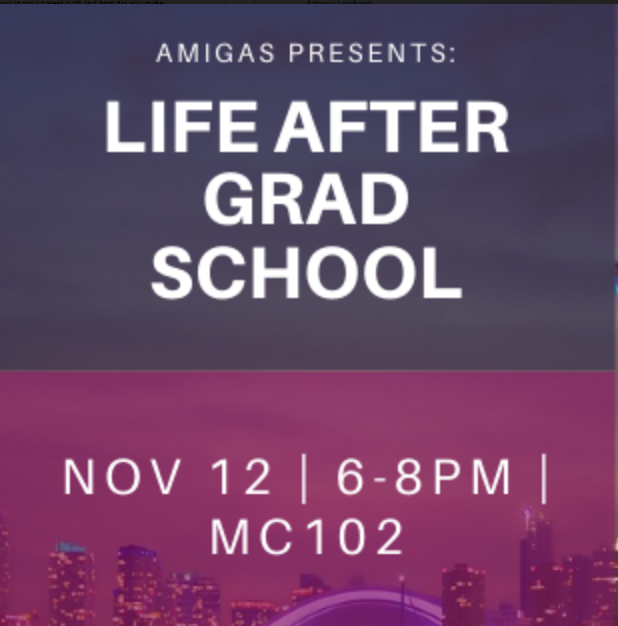 AMIGAS PRESENTS:
LIFE AFTER
GRAD
SCHOOL
NOV 12 | 6-8PM |
MC102